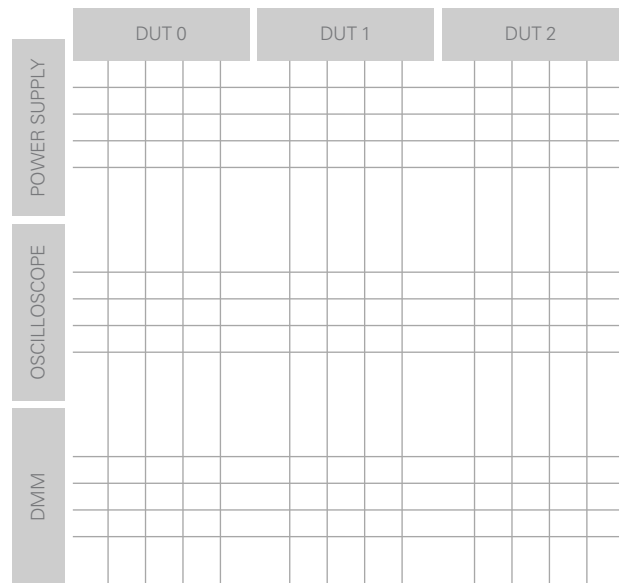 DUT 0
DUT 1
DUT 2
POWER SUPPLY
OSCILLOSCOPE
DMM